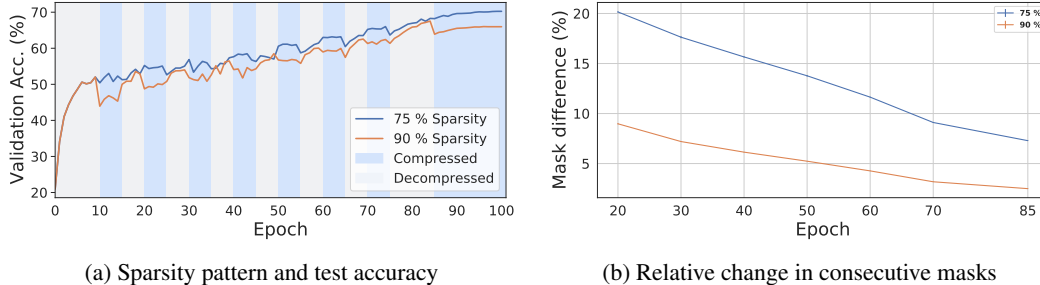 Validation Acc. (%)
70
60
50
40
30
20
75 % Sparsity
90 % Sparsity
Compressed
Decompressed
0 10 20 30 40 50 60 70 80 90 100
Epoch
(a) Sparsity pattern and test accuracy
Mask difference (%)
20
15
10
5
75 %
90 %
20 30 40 50 60 70 85
Epoch
(b) Relative change in consecutive masks